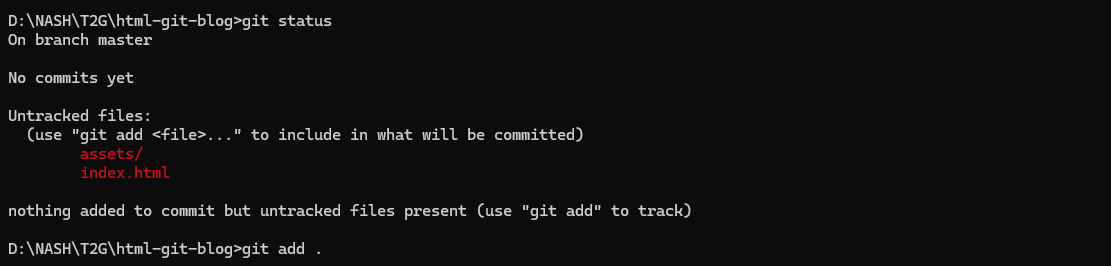 D:\NASH\T2G\html-git-blog>git status
On branch master
No commits yet
Untracked files:
(use "git add <file>..." to include in what will be committed)
assets/
index.html
nothing added to commit but untracked files present (use "git add" to track)
D:\NASH\T2G\html-git-blog>git add .